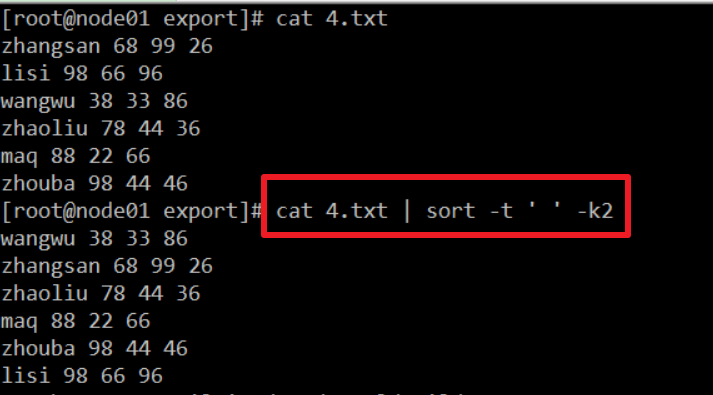 [root@node01 export]# cat 4.txt
zhangsan 68 99 26
lisi 98 66 96
wangwu 38 33 86
zhaoliu 78 44 36
maq 88 22 66
zhouba 98 44 46
[root@node01 export]# cat 4.txt | sort -t ' ' -k2
wangwu 38 33 86
zhangsan 68 99 26
zhaoliu 78 44 36
maq 88 22 66
zhouba 98 44 46
lisi 98 66 96